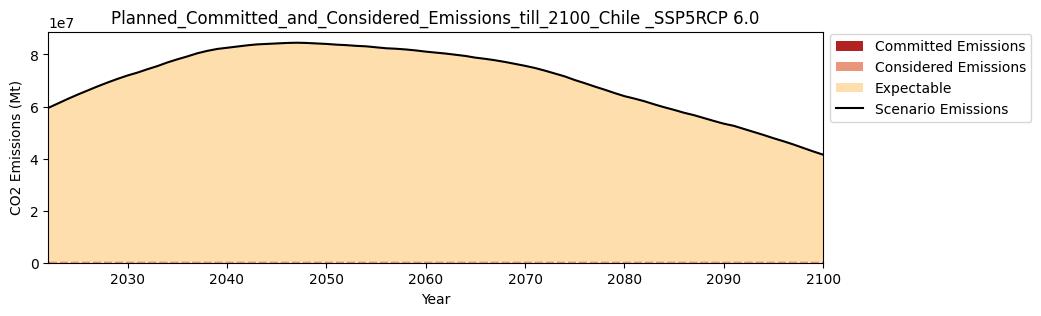 Planned_Committed_and_Considered_Emissions_till_2100_Chile _SSP5RCP 6.0
1e7
8
6
4
2
0
CO2 Emissions (Mt)
2030 2040 2050 2060 2070 2080 2090 2100
Year
Committed Emissions
Considered Emissions
Expectable
Scenario Emissions